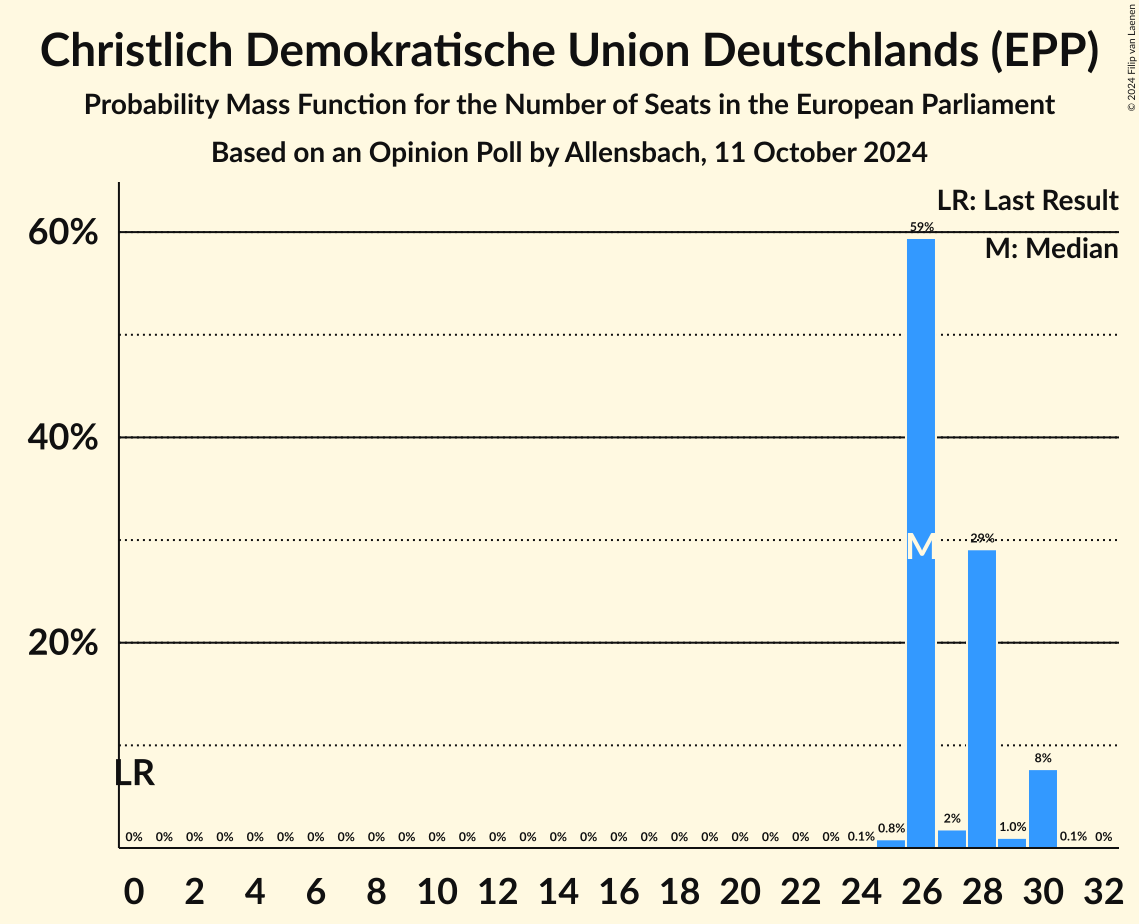 Christlich Demokratische Union Deutschlands (EPP)
Probability Mass Function for the Number of Seats in the European Parliament
Based on an Opinion Poll by Allensbach, 11 October 2024
© 2024 Filip van Laenen
LR: Last Result
M: Median
60%
40%
20%
59%
M
29%
LR
8%
0% 0% 0% 0% 0% 0% 0% 0% 0% 0% 0% 0% 0% 0% 0% 0% 0% 0% 0% 0% 0% 0% 0% 0% 0.1% 0.8% 2% 1.0% 0.1% 0%
0 2 4 6 8 10 12 14 16 18 20 22 24 26 28 30 32